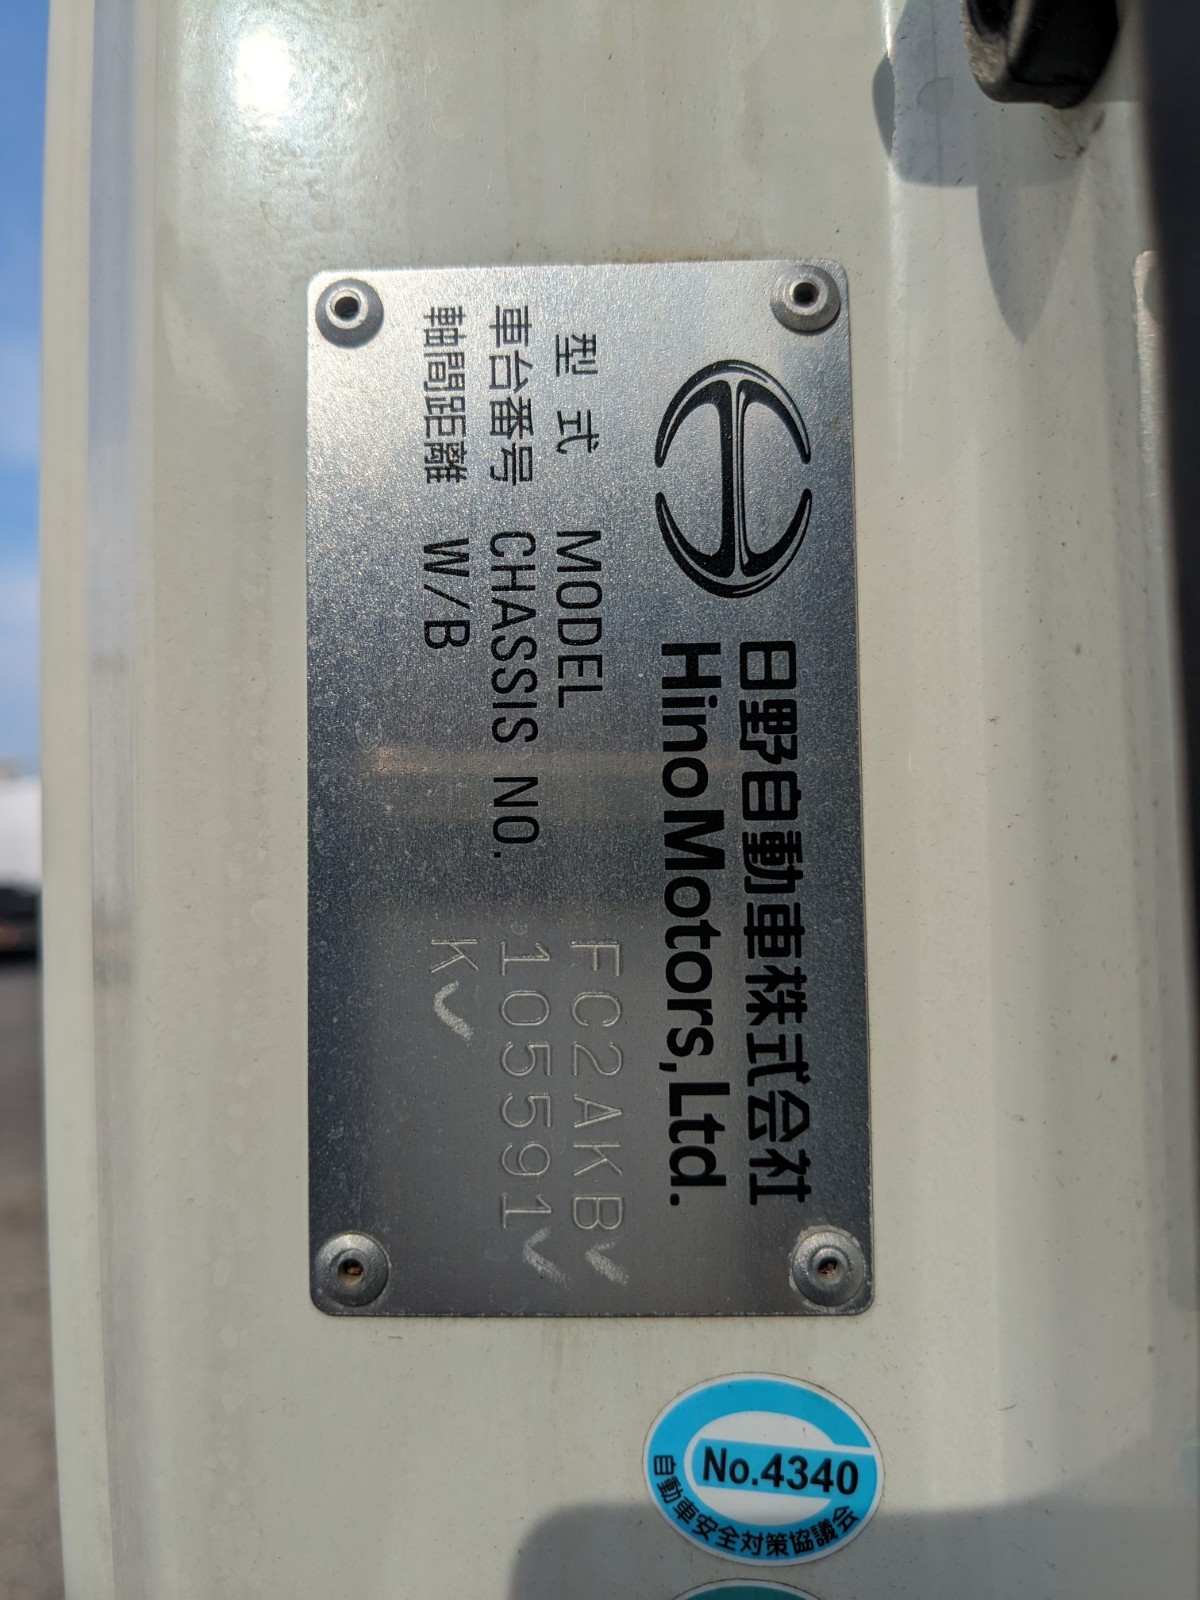 日野自動車株式会社
Hino Motors, Ltd.
型 式 MODEL FC2AKB
車台番号 CHASSIS NO. 105591
軸間距離 W/B K
No.4340
自動車安全対策協議会